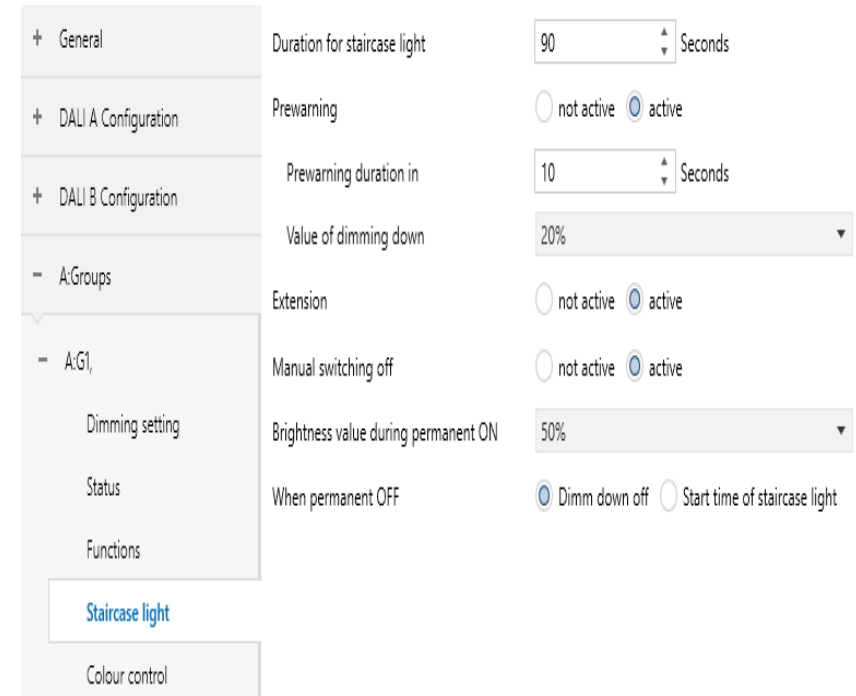 + General
+ DALI A Configuration
+ DALI B Configuration
− A:Groups
− A:G1,
Dimming setting
Status
Functions
Staircase light
Colour control
Duration for staircase light 90 Seconds
Prewarning not active active
Prewarning duration in 10 Seconds
Value of dimming down 20%
Extension not active active
Manual switching off not active active
Brightness value during permanent ON 50%
When permanent OFF Dimm down off Start time of staircase light